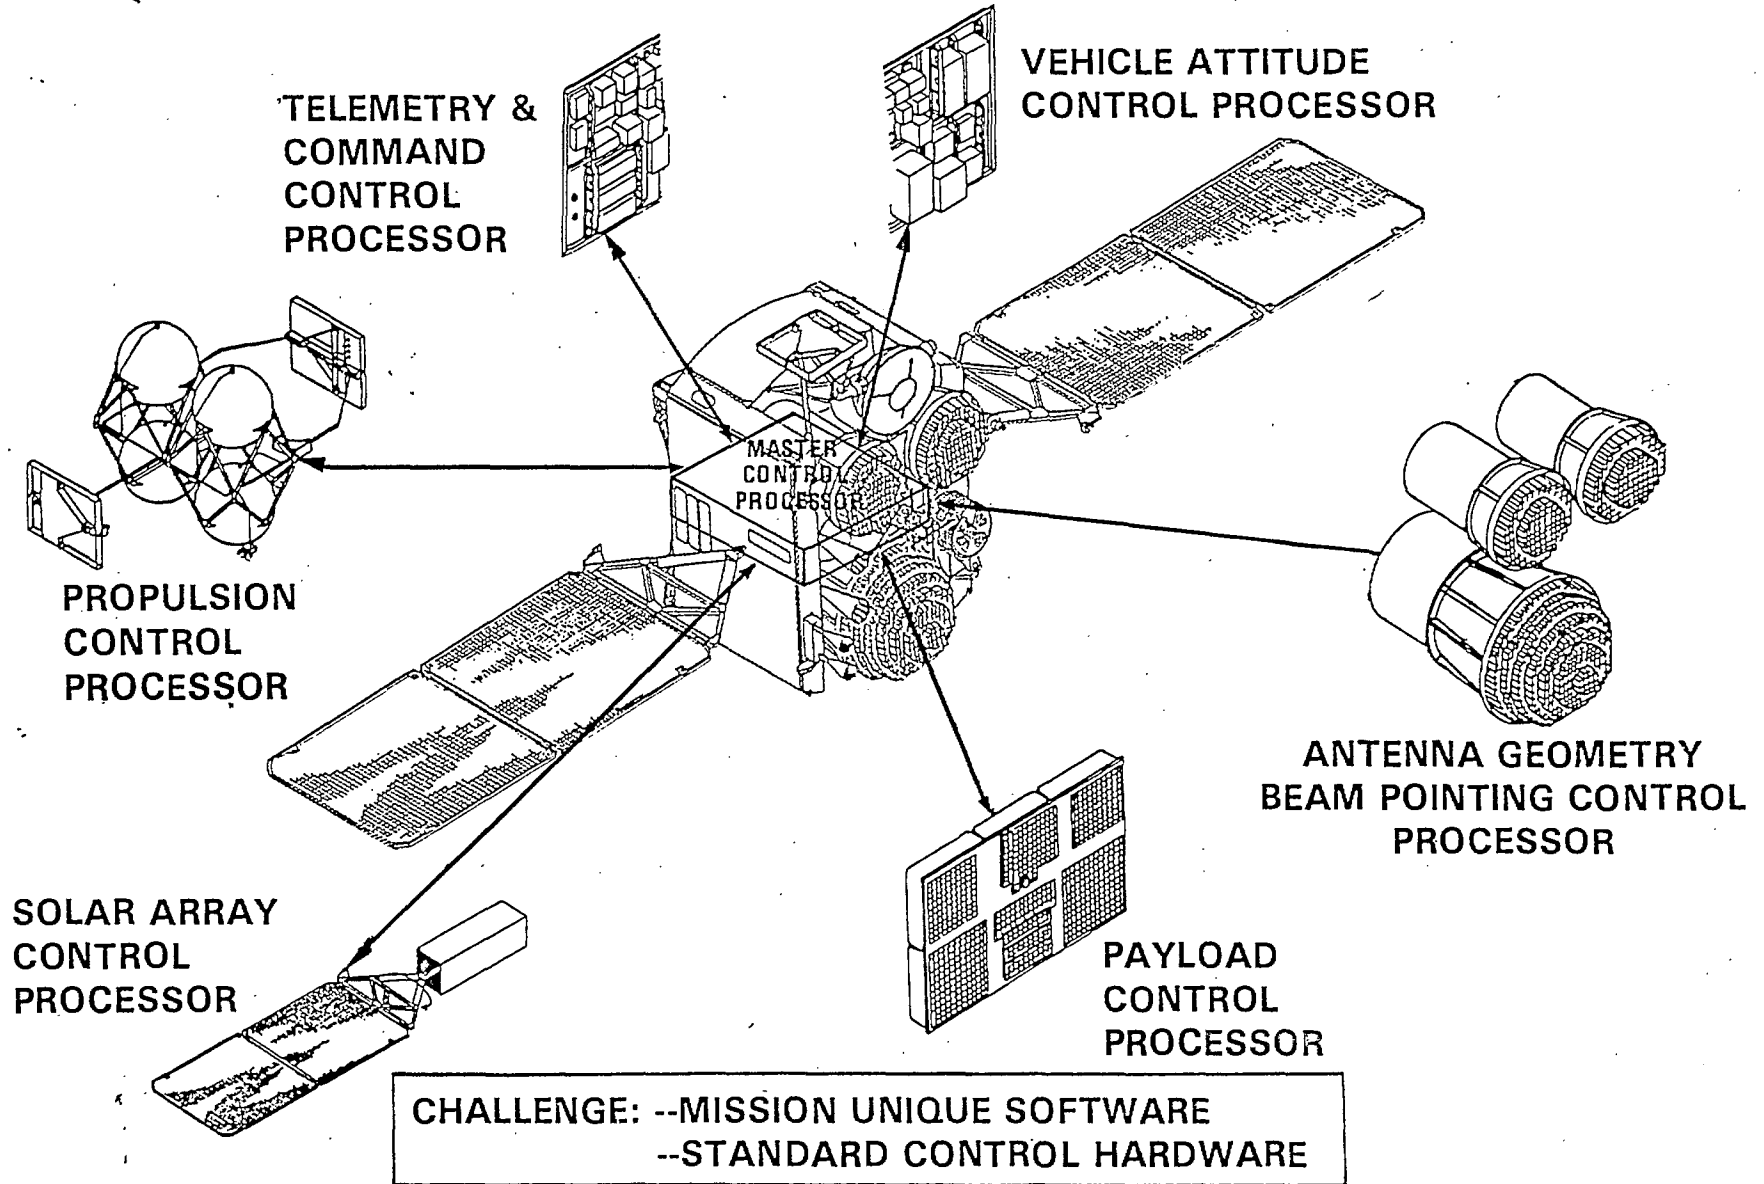 VEHICLE ATTITUDE
CONTROL PROCESSOR
TELEMETRY &
COMMAND
CONTROL
PROCESSOR
MASTER
CONTROL
PROCESSOR
PROPULSION
CONTROL
PROCESSOR
ANTENNA GEOMETRY
BEAM POINTING CONTROL
PROCESSOR
SOLAR ARRAY
CONTROL
PROCESSOR
PAYLOAD
CONTROL
PROCESSOR
CHALLENGE: --MISSION UNIQUE SOFTWARE
--STANDARD CONTROL HARDWARE